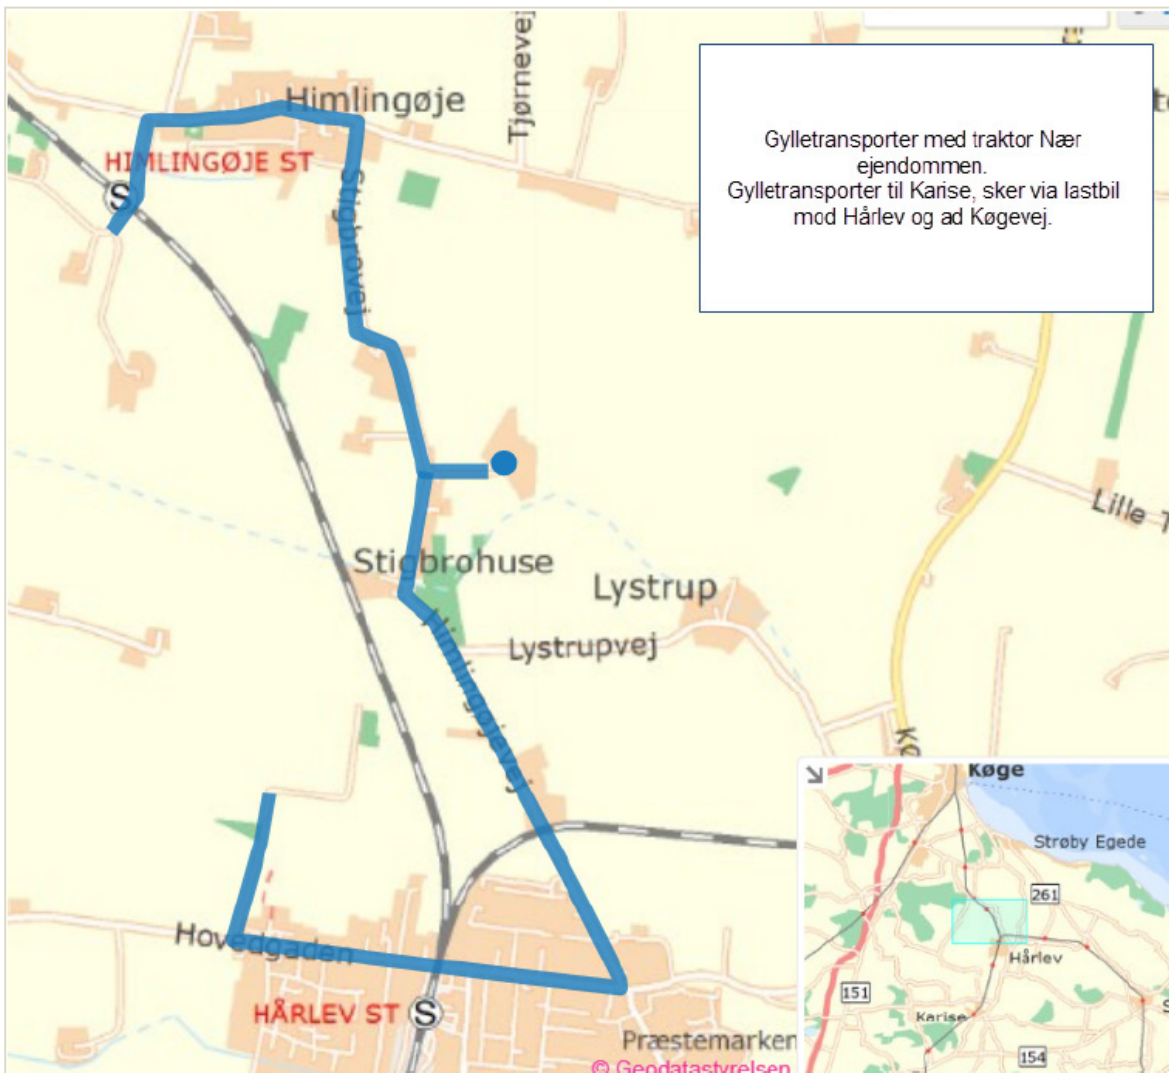 Himlingøje
Tjørnevej
HIMLINGØJE ST
S
Stigbrovej
Gylletransporter med traktor Nær
ejendommen.
Gylletransporter til Karise, sker via lastbil
mod Hårlev og ad Køgevej.
Lille T
Stigbrohuse
Lystrup
Lystrupvej
Himlingøjevej
Kø
Hovedgaden
HÅRLEV ST
S
Præstemarken
© Geodatastyrelsen
Køge
Strøby Egede
261
Hårlev
151
Karise
S
154